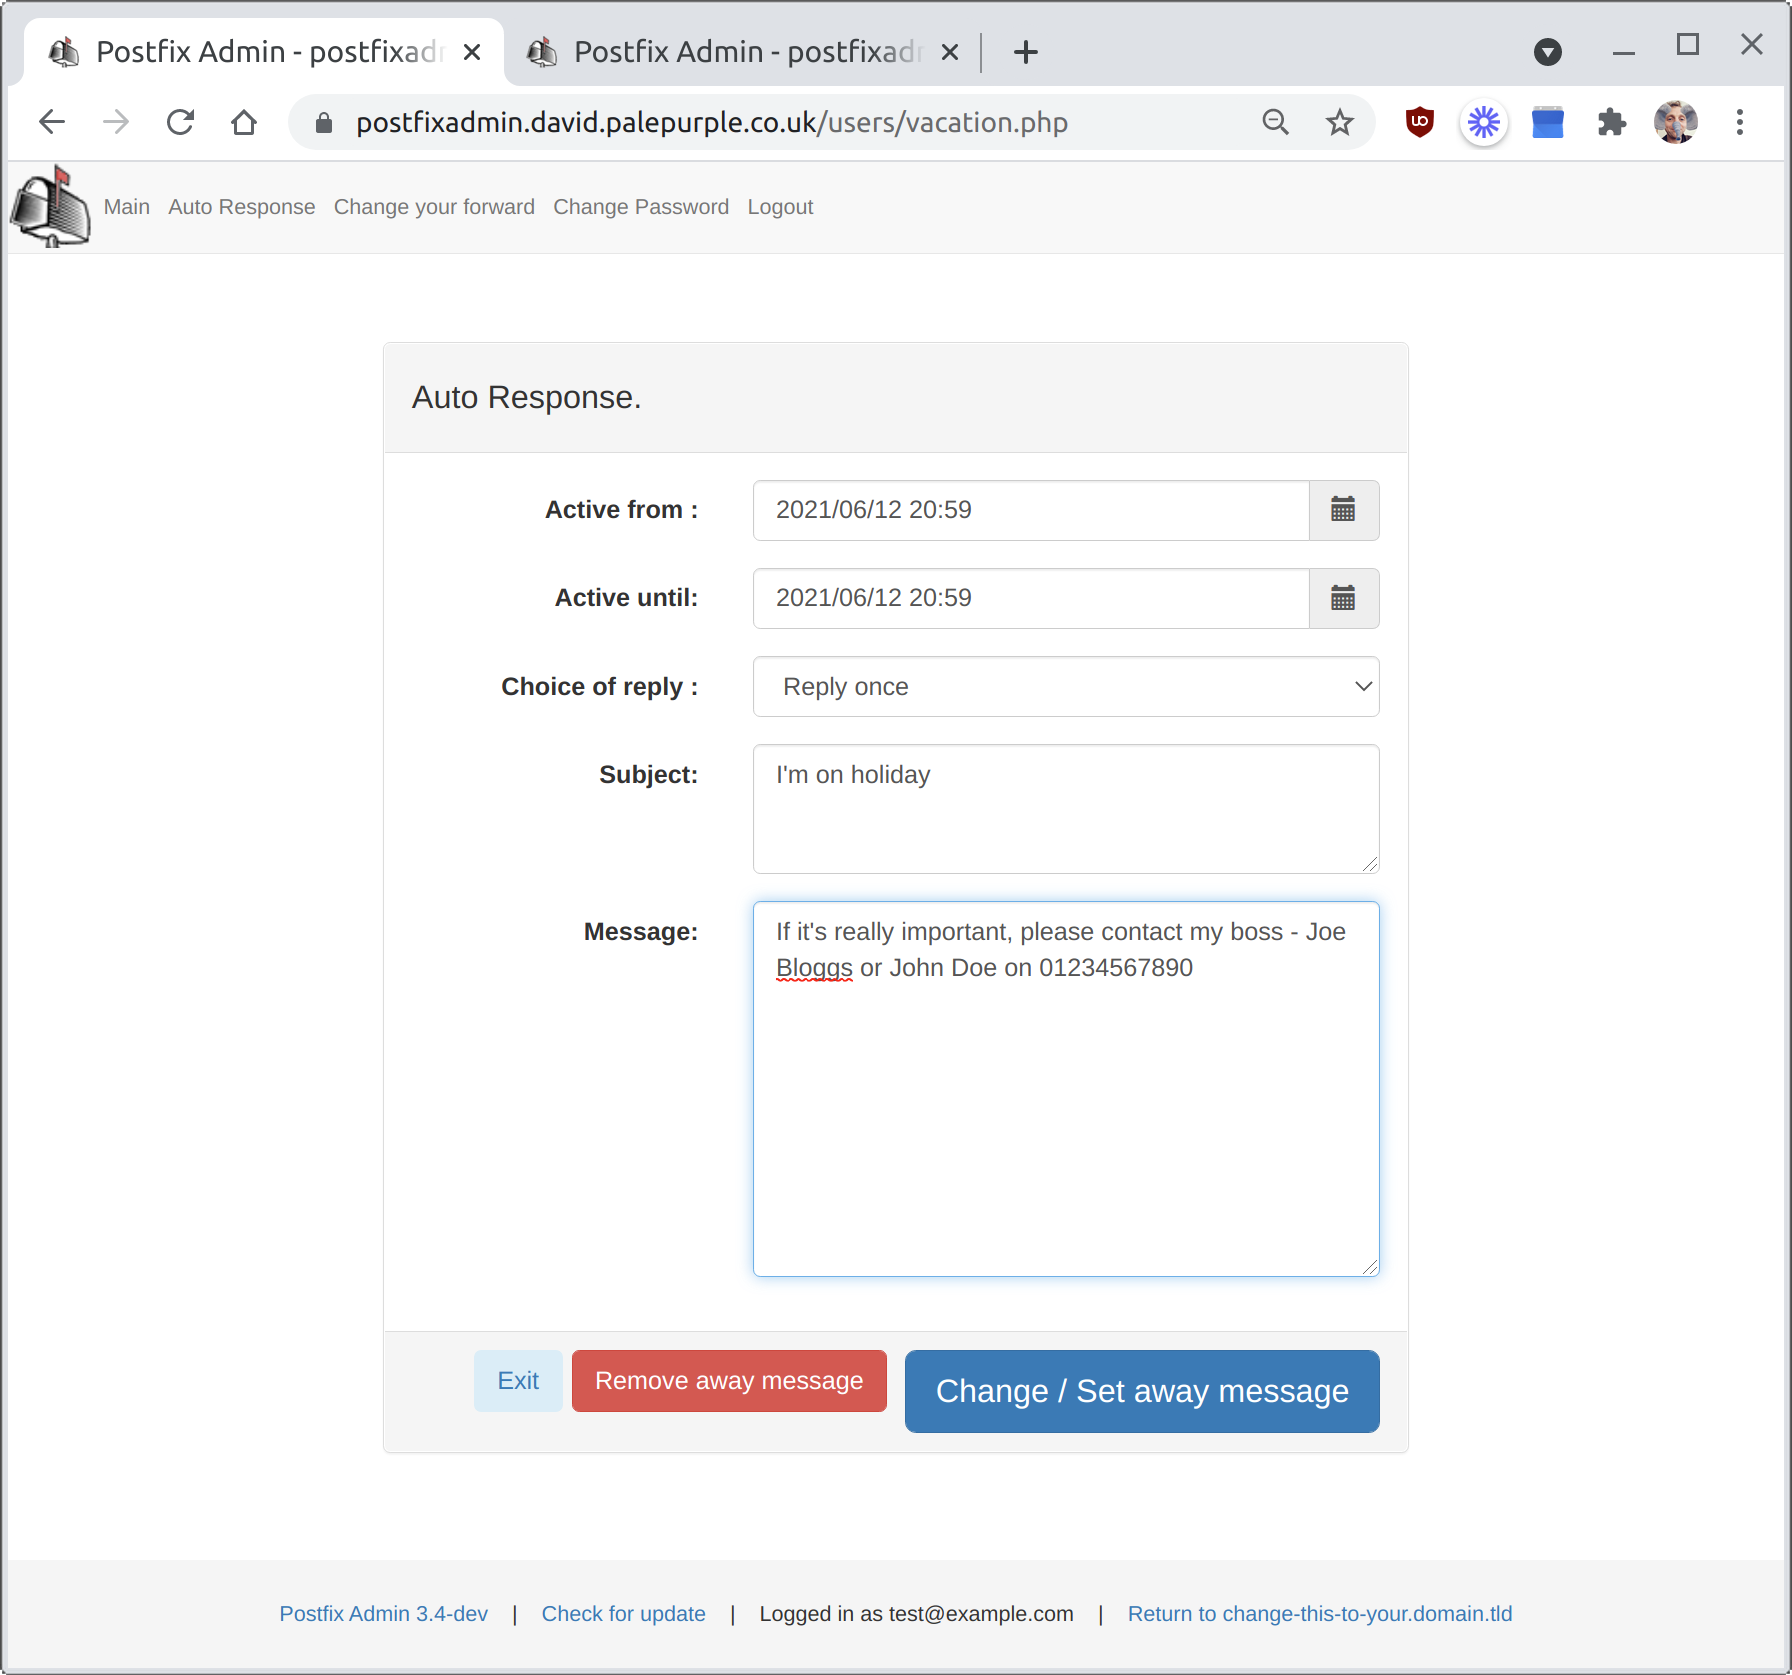 Postfix Admin - postfixadm
Postfix Admin - postfixadm
postfixadmin.david.palepurple.co.uk/users/vacation.php
Main Auto Response Change your forward Change Password Logout
Auto Response.
Active from : 2021/06/12 20:59
Active until: 2021/06/12 20:59
Choice of reply : Reply once
Subject: I'm on holiday
Message: If it's really important, please contact my boss - Joe
Bloggs or John Doe on 01234567890
Exit Remove away message Change / Set away message
Postfix Admin 3.4-dev | Check for update | Logged in as test@example.com | Return to change-this-to-your.domain.tld